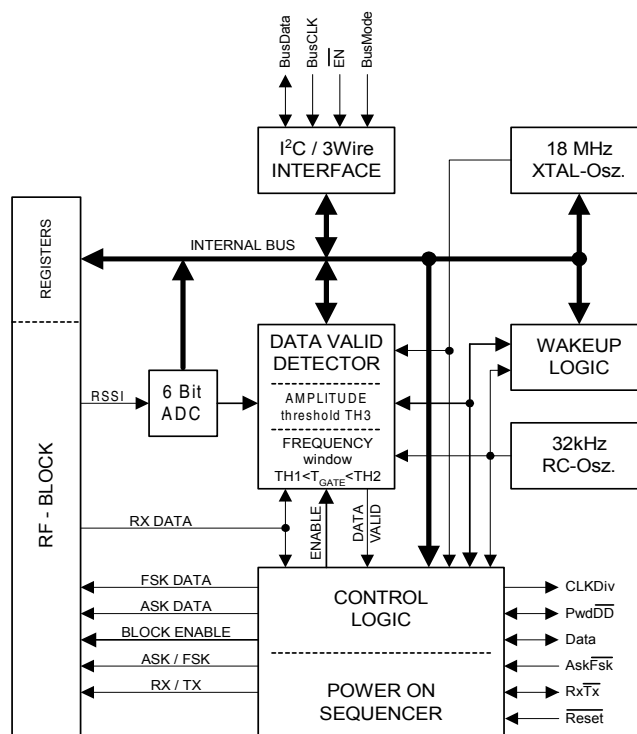 BusData
BusCLK
EN
BusMode
I²C / 3Wire
INTERFACE
18 MHz
XTAL-Osz.
REGISTERS
INTERNAL BUS
DATA VALID
DETECTOR
WAKEUP
LOGIC
RSSI
6 Bit
ADC
AMPLITUDE
threshold TH3
FREQUENCY
window
TH1<T_GATE<TH2
32kHz
RC-Osz.
RF - BLOCK
RX DATA
ENABLE
DATA
VALID
FSK DATA
ASK DATA
BLOCK ENABLE
ASK / FSK
RX / TX
CONTROL
LOGIC
POWER ON
SEQUENCER
CLKDiv
PwdDD
Data
AskFsk
RxTx
Reset